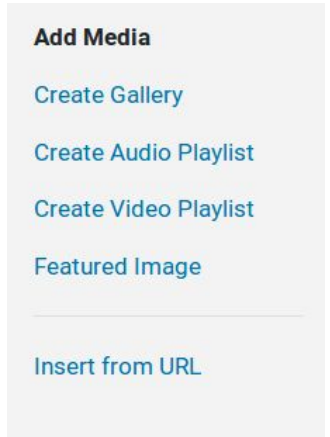 Add Media
Create Gallery
Create Audio Playlist
Create Video Playlist
Featured Image
Insert from URL